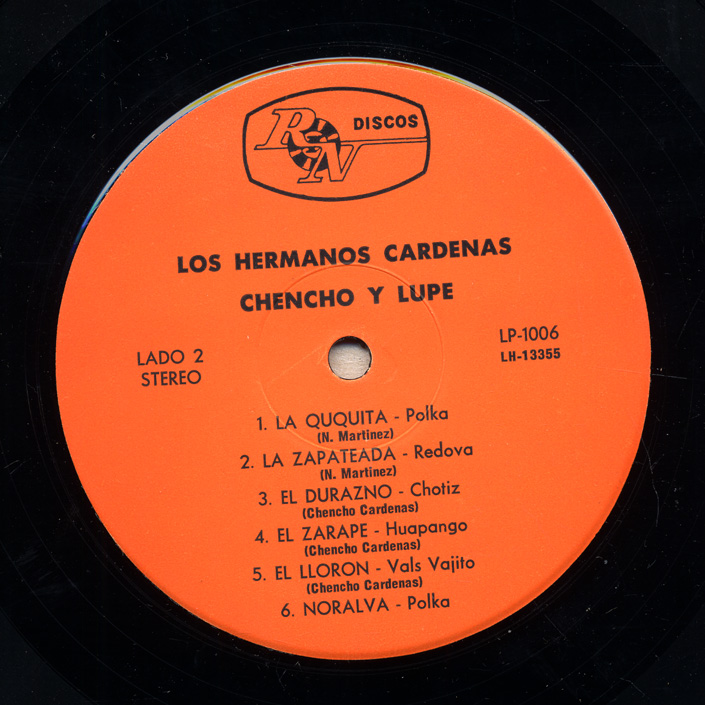 RN DISCOS
LOS HERMANOS CARDENAS
CHENCHO Y LUPE
LADO 2
STEREO
LP-1006
LH-13355
1. LA QUQUITA - Polka
(N. Martinez)
2. LA ZAPATEADA - Redova
(N. Martinez)
3. EL DURAZNO - Chotiz
(Chencho Cardenas)
4. EL ZARAPE - Huapango
(Chencho Cardenas)
5. EL LLORON - Vals Vajito
(Chencho Cardenas)
6. NORALVA - Polka